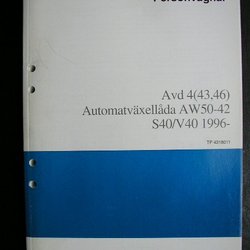 Personvagnar
Avd 4(43,46)
Automatväxellåda AW50-42
S40/V40 1996-
TP 4318011